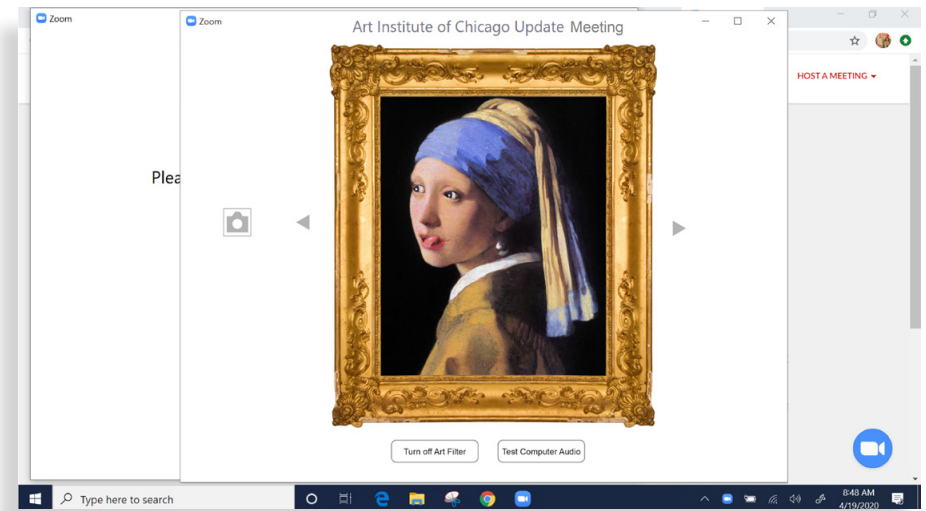 Zoom
Zoom
Art Institute of Chicago Update Meeting
HOST A MEETING
Plea
Turn off Art Filter
Test Computer Audio
Type here to search
8:48 AM
4/19/2020